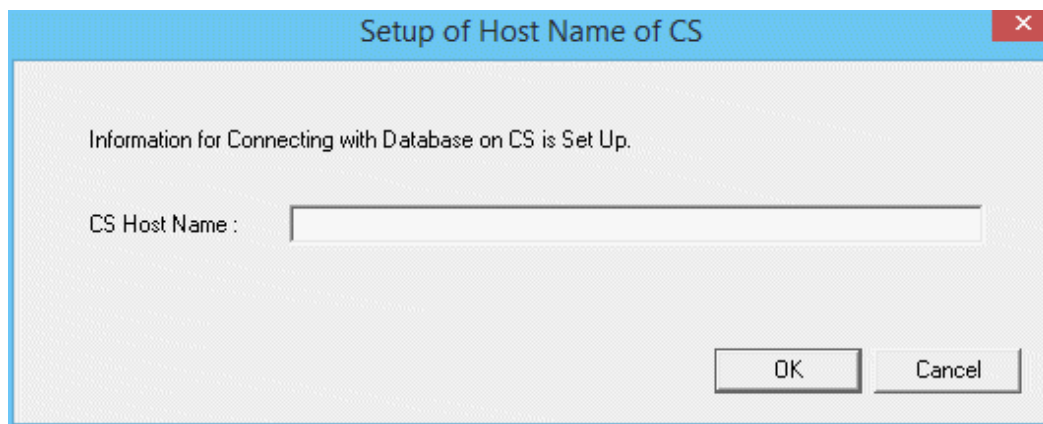 Setup of Host Name of CS
Information for Connecting with Database on CS is Set Up.
CS Host Name :
OK
Cancel